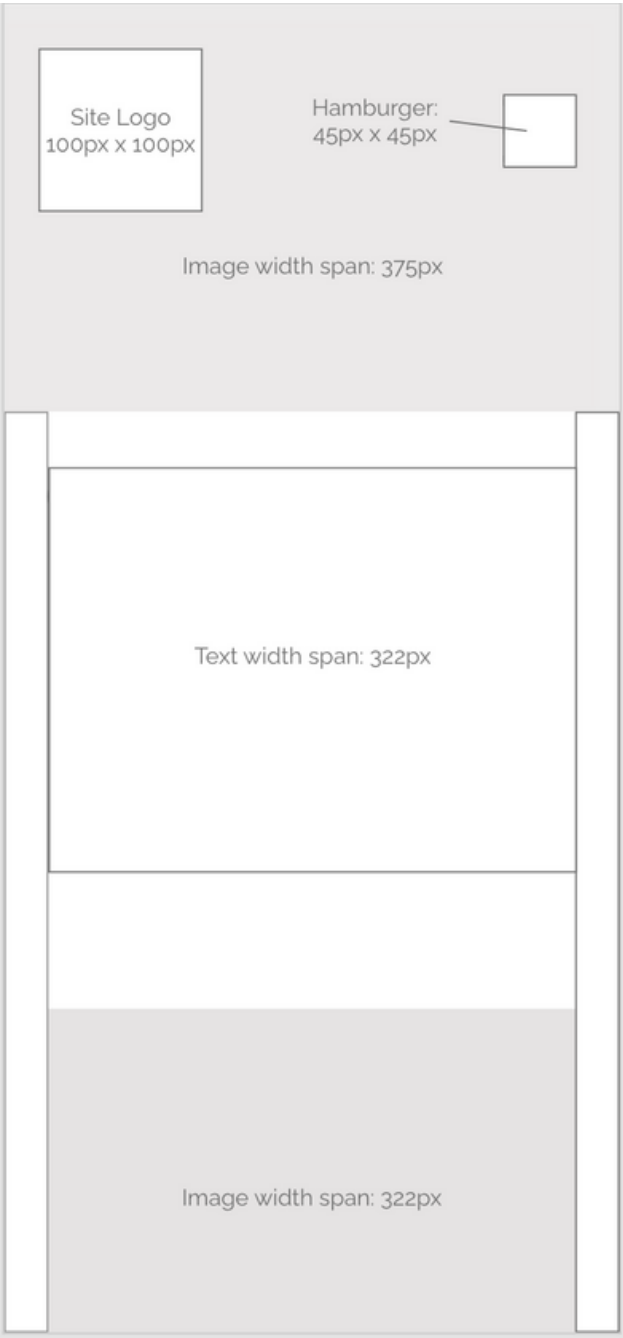 Site Logo
100px x 100px
Hamburger:
45px x 45px
Image width span: 375px
Text width span: 322px
Image width span: 322px